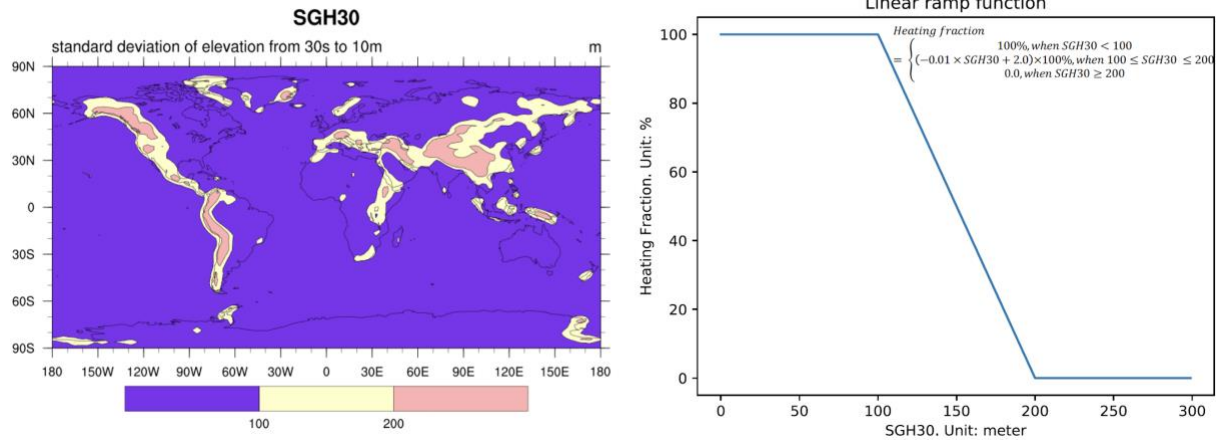 SGH30
standard deviation of elevation from 30s to 10m m
90N
60N
30N
0
30S
60S
90S
180 150W 120W 90W 60W 30W 0 30E 60E 90E 120E 150E 180
100 200
Linear ramp function
Heating fraction
100%, when SGH30 < 100
= (−0.01 × SGH30 + 2.0)×100%, when 100 ≤ SGH30 ≤ 200
0.0, when SGH30 ≥ 200
Heating Fraction. Unit: %
100
80
60
40
20
0
0 50 100 150 200 250 300
SGH30. Unit: meter